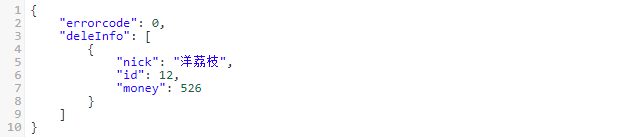 1 {
2     "errorcode": 0,
3     "deleInfo": [
4         {
5             "nick": "洋荔枝",
6             "id": 12,
7             "money": 526
8         }
9     ]
10 }